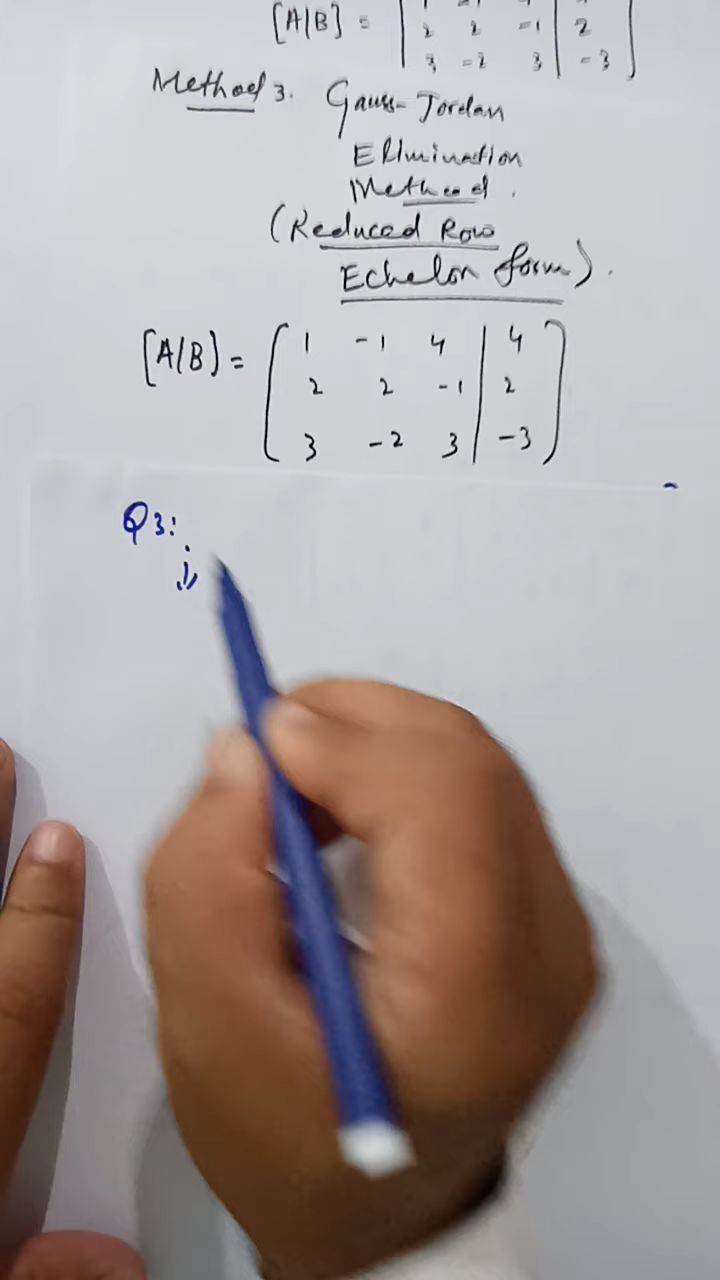 [A/B] =
2 2 -1 | 2
3 -2 3 | -3
Method 3. Gauss-Jordan
Elimination
Method.
(Reduced Row
Echelon form).
[A/B] =
1 -1 4 | 4
2 2 -1 | 2
3 -2 3 | -3
Q3:
i,